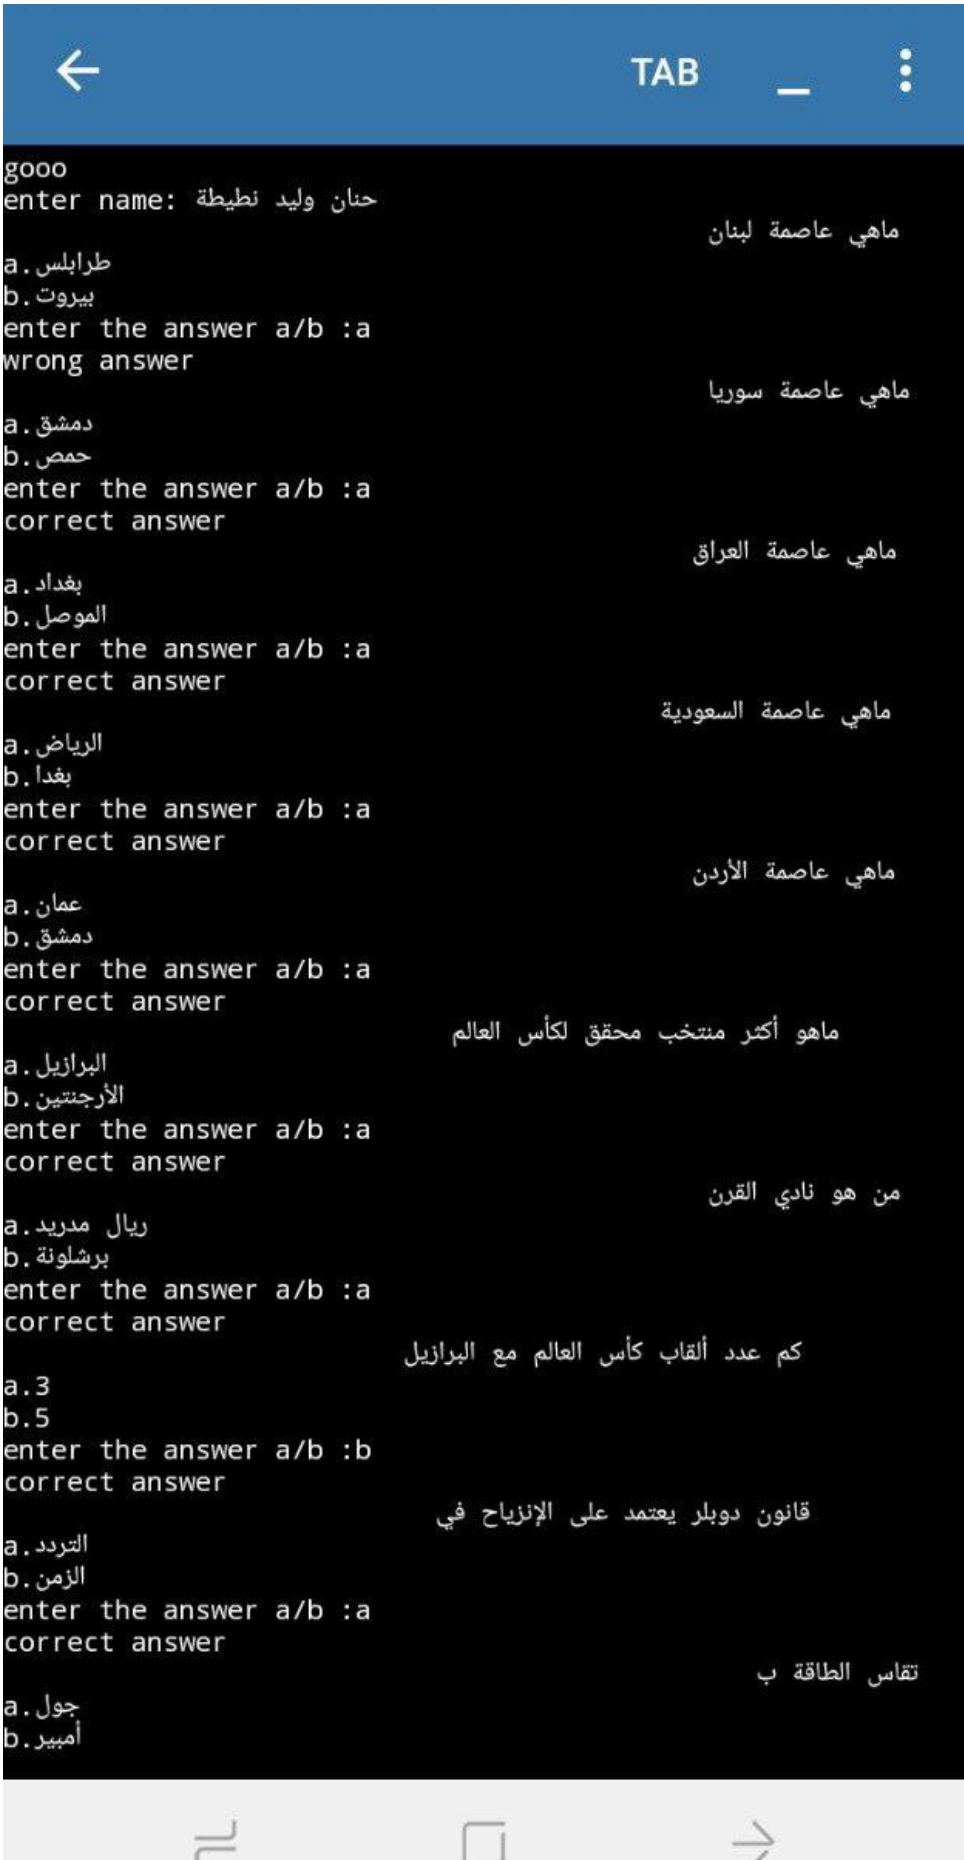 TAB
gooo
enter name: حنان وليد نطيطة
ماهي عاصمة لبنان
a.طرابلس
b.بيروت
enter the answer a/b :a
wrong answer
ماهي عاصمة سوريا
a.دمشق
b.حمص
enter the answer a/b :a
correct answer
ماهي عاصمة العراق
a.بغداد
b.الموصل
enter the answer a/b :a
correct answer
ماهي عاصمة السعودية
a.الرياض
b.بغدا
enter the answer a/b :a
correct answer
ماهي عاصمة الأردن
a.عمان
b.دمشق
enter the answer a/b :a
correct answer
ماهو أكثر منتخب محقق لكأس العالم
a.البرازيل
b.الأرجنتين
enter the answer a/b :a
correct answer
من هو نادي القرن
a.ريال مدريد
b.برشلونة
enter the answer a/b :a
correct answer
كم عدد ألقاب كأس العالم مع البرازيل
a.3
b.5
enter the answer a/b :b
correct answer
قانون دوبلر يعتمد على الإنزياح في
a.التردد
b.الزمن
enter the answer a/b :a
correct answer
تقاس الطاقة ب
a.جول
b.أمبير